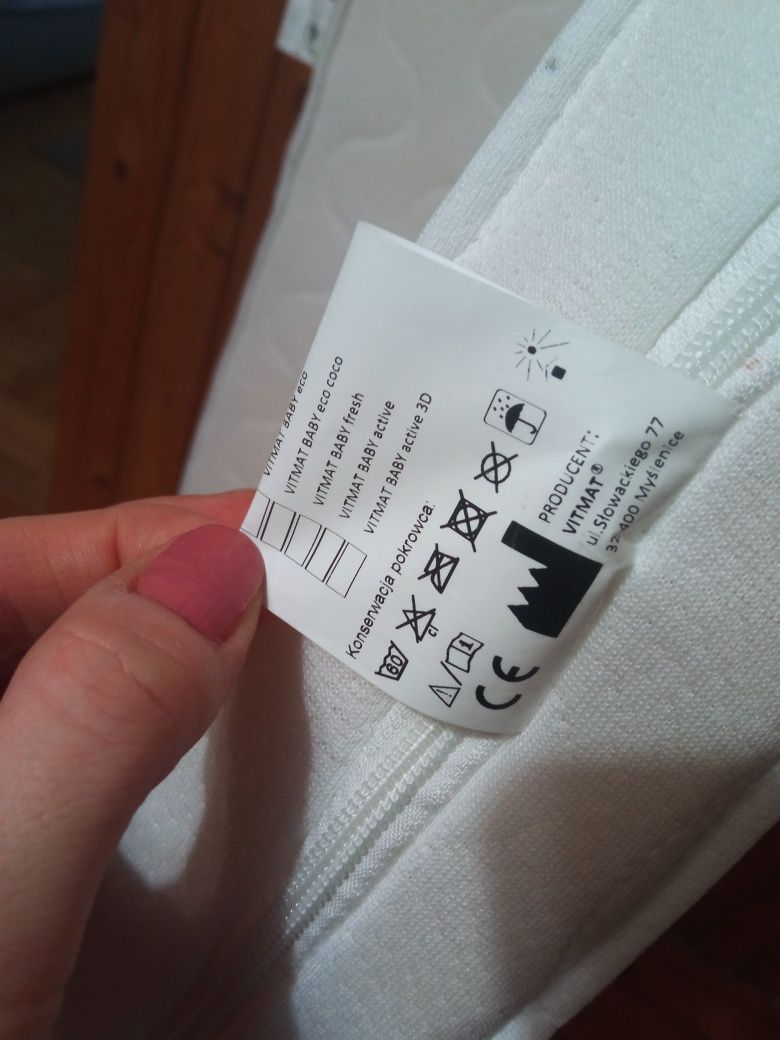 VITMAT BABY eco
VITMAT BABY eco coco
VITMAT BABY fresh
VITMAT BABY active
VITMAT BABY active 3D
Konserwacja pokrowca:
60
cl
i
CE
PRODUCENT:
VITMAT®
ul.Słowackiego 77
32-400 Myślenice